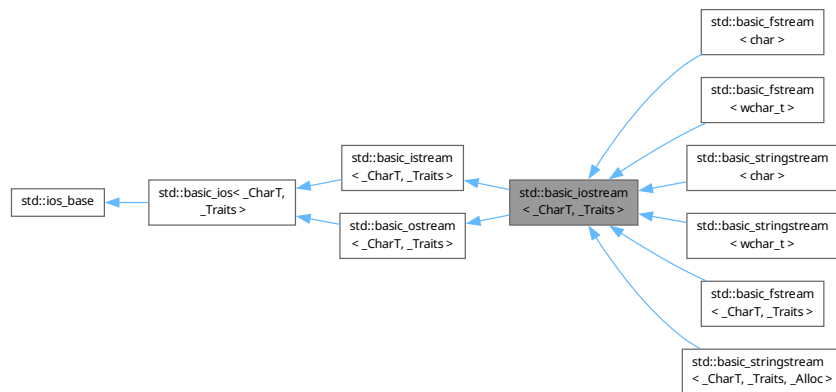 std::basic_fstream
< char >
std::basic_fstream
< wchar_t >
std::basic_istream
< _CharT, _Traits >
std::basic_stringstream
< char >
std::ios_base
std::basic_ios< _CharT,
_Traits >
std::basic_iostream
< _CharT, _Traits >
std::basic_ostream
< _CharT, _Traits >
std::basic_stringstream
< wchar_t >
std::basic_fstream
< _CharT, _Traits >
std::basic_stringstream
< _CharT, _Traits, _Alloc >